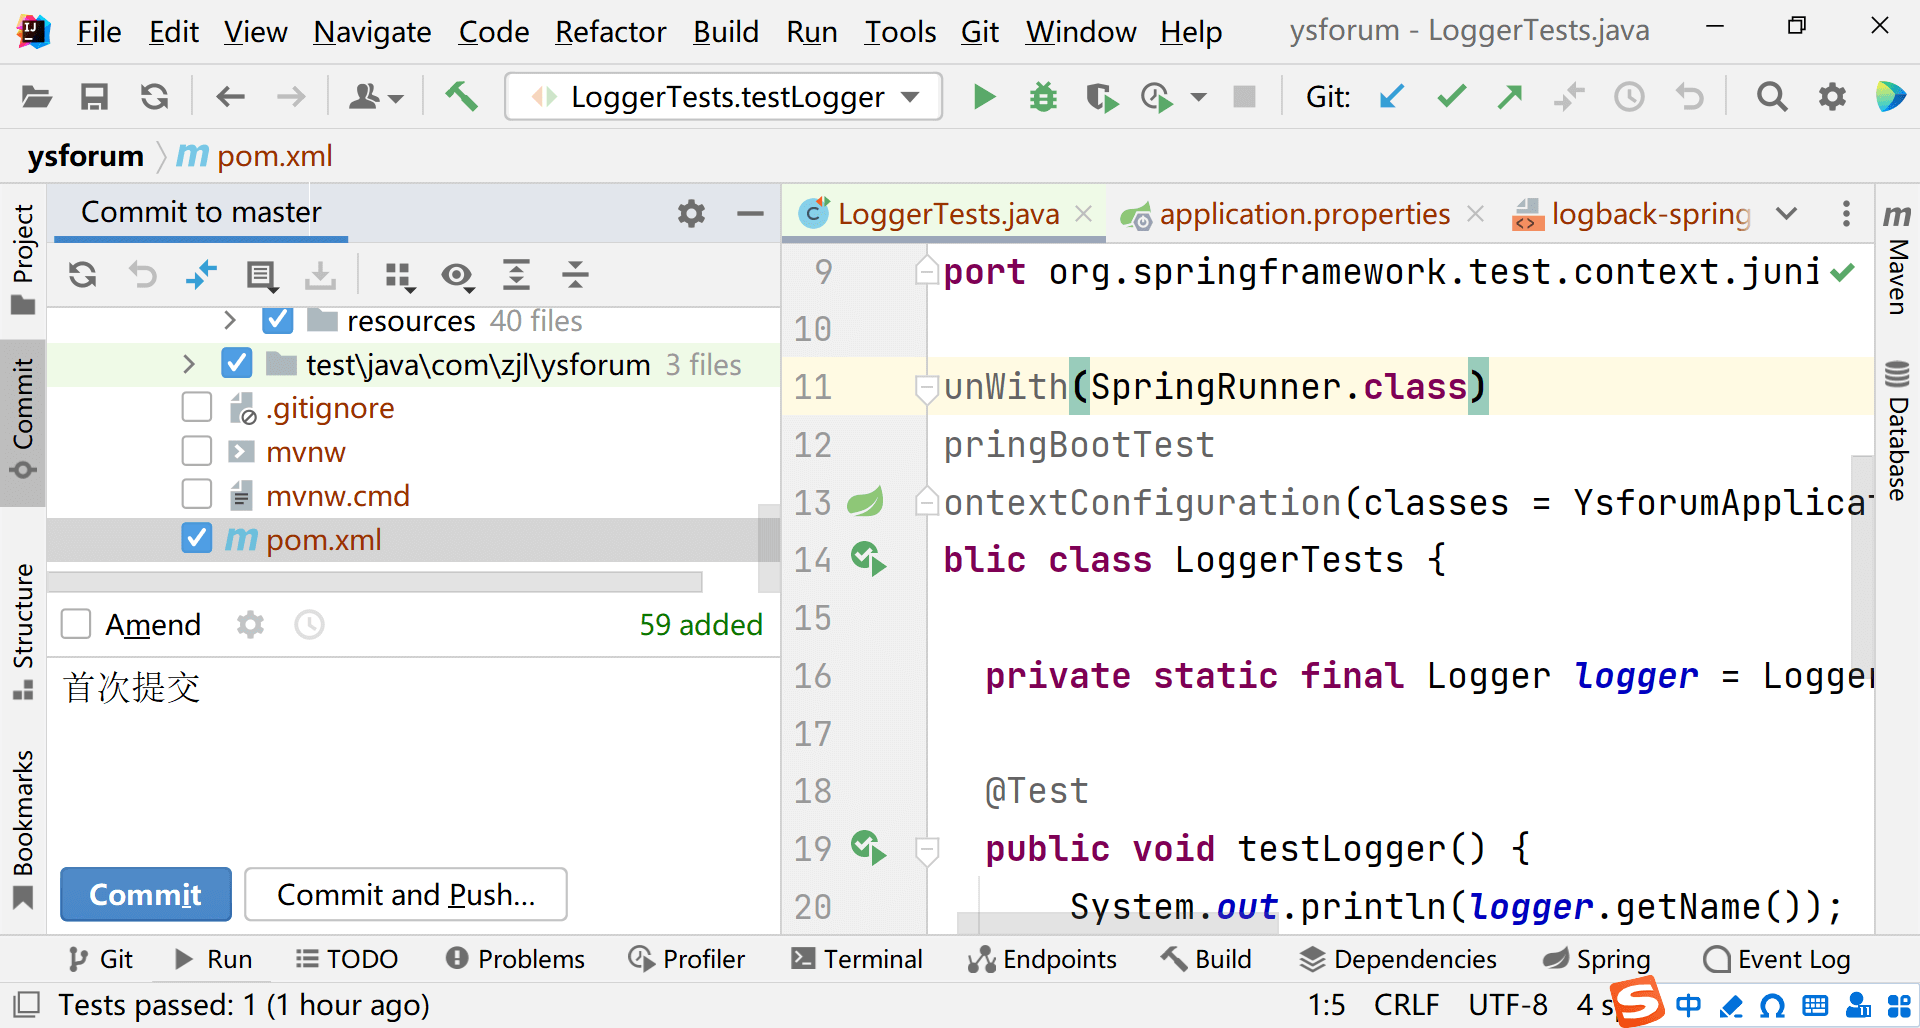 File Edit View Navigate Code Refactor Build Run Tools Git Window Help ysforum - LoggerTests.java
LoggerTests.testLogger Git:
ysforum pom.xml
Project
Commit
Structure
Bookmarks
Commit to master
resources 40 files
test\java\com\zjl\ysforum 3 files
.gitignore
mvnw
mvnw.cmd
pom.xml
Amend 59 added
首次提交
Commit Commit and Push...
LoggerTests.java application.properties logback-spring
9 port org.springframework.test.context.juni
10
11 unWith(SpringRunner.class)
12 pringBootTest
13 ontextConfiguration(classes = YsforumApplicat
14 blic class LoggerTests {
15
16 private static final Logger logger = Logger
17
18 @Test
19 public void testLogger() {
20 System.out.println(logger.getName());
Maven
Database
Git Run TODO Problems Profiler Terminal Endpoints Build Dependencies Spring Event Log
Tests passed: 1 (1 hour ago) 1:5 CRLF UTF-8 4 s 中